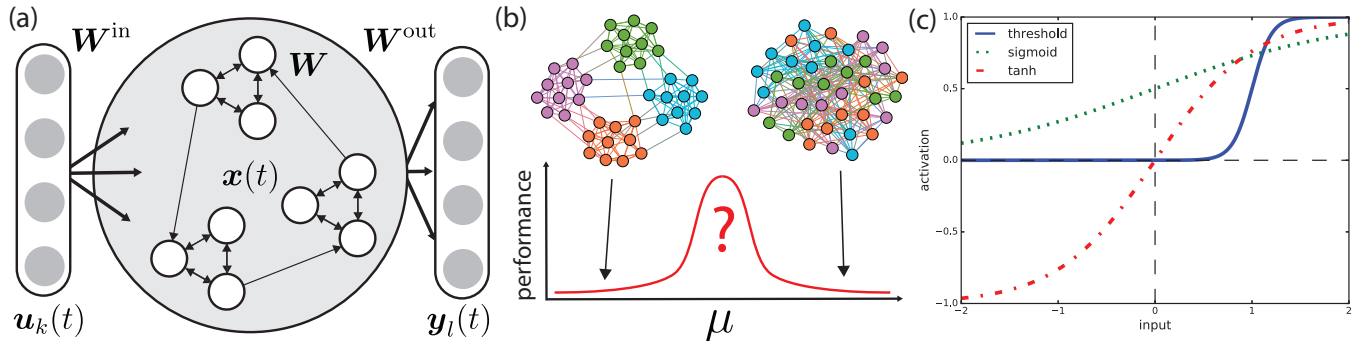 (a)
W^in
W
W^out
x(t)
u_k(t)
y_l(t)
(b)
performance
?
μ
(c)
threshold
sigmoid
tanh
activation
1.0
0.5
0.0
−0.5
−1.0
−2
−1
0
1
2
input